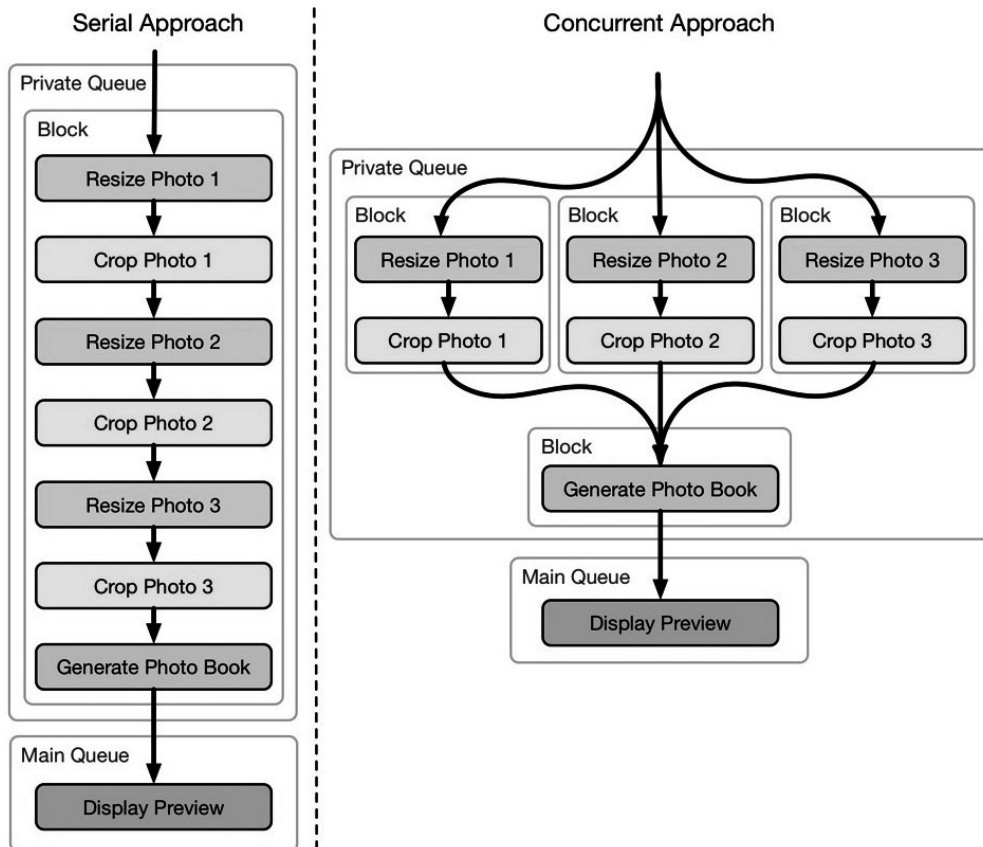 Serial Approach
Private Queue
Block
Resize Photo 1
Crop Photo 1
Resize Photo 2
Crop Photo 2
Resize Photo 3
Crop Photo 3
Generate Photo Book
Main Queue
Display Preview
Concurrent Approach
Private Queue
Block
Resize Photo 1
Crop Photo 1
Block
Resize Photo 2
Crop Photo 2
Block
Resize Photo 3
Crop Photo 3
Block
Generate Photo Book
Main Queue
Display Preview